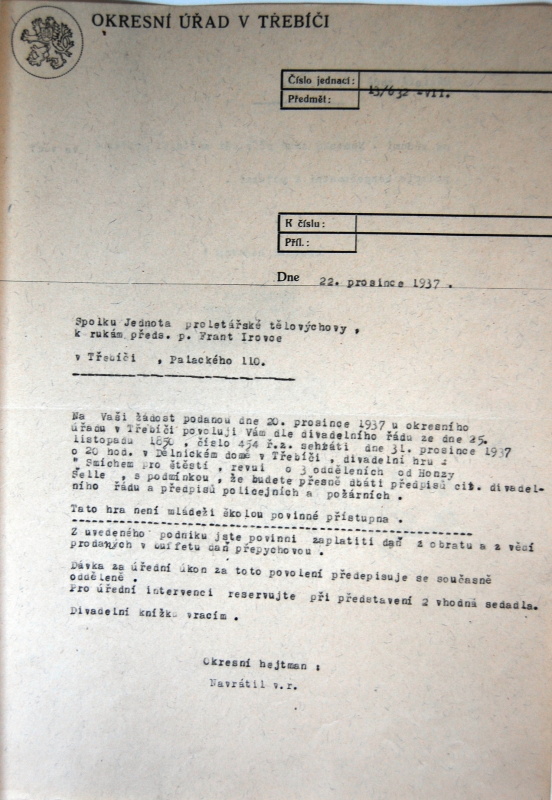 OKRESNÍ ÚŘAD V TŘEBÍČI
Číslo jednací: 13/632 -VII.
Předmět:
K číslu:
Příl.:
Dne 22. prosince 1937 .
Spolku Jednota proletářské tělovýchovy ,
k rukám předs. p. Frant Irovce
v Třebíči , Palackého 110.
Na Vaši žádost podanou dne 20. prosince 1937 u okresního
úřadu v Třebíči povoluji Vám dle divadelního řádu ze dne 25.
listopadu 1850 , číslo 454 ř.z. sehráti dne 31. prosince 1937
o 20 hod. v Dělnickém domě v Třebíči , divadelní hru :
" Smíchem pro štěstí , revui o 3 odděleních od Honzy
Selle , s podmínkou , že budete přesně dbáti předpisů cit. divadel-
ního řádu a předpisů policejních a požárních .
Tato hra není mládeži školou povinné přístupna .
Z uvedeného podniku jste povinni zaplatiti daň z obratu a z věcí
prodaných v buffetu daň přepychovou .
Dávka za úřední úkon za toto povolení předepisuje se současně
odděleně .
Pro úřední intervenci reservujte při představení 2 vhodná sedadla.
Divadelní knížku vracím .
Okresní hejtman :
Navrátil v.r.